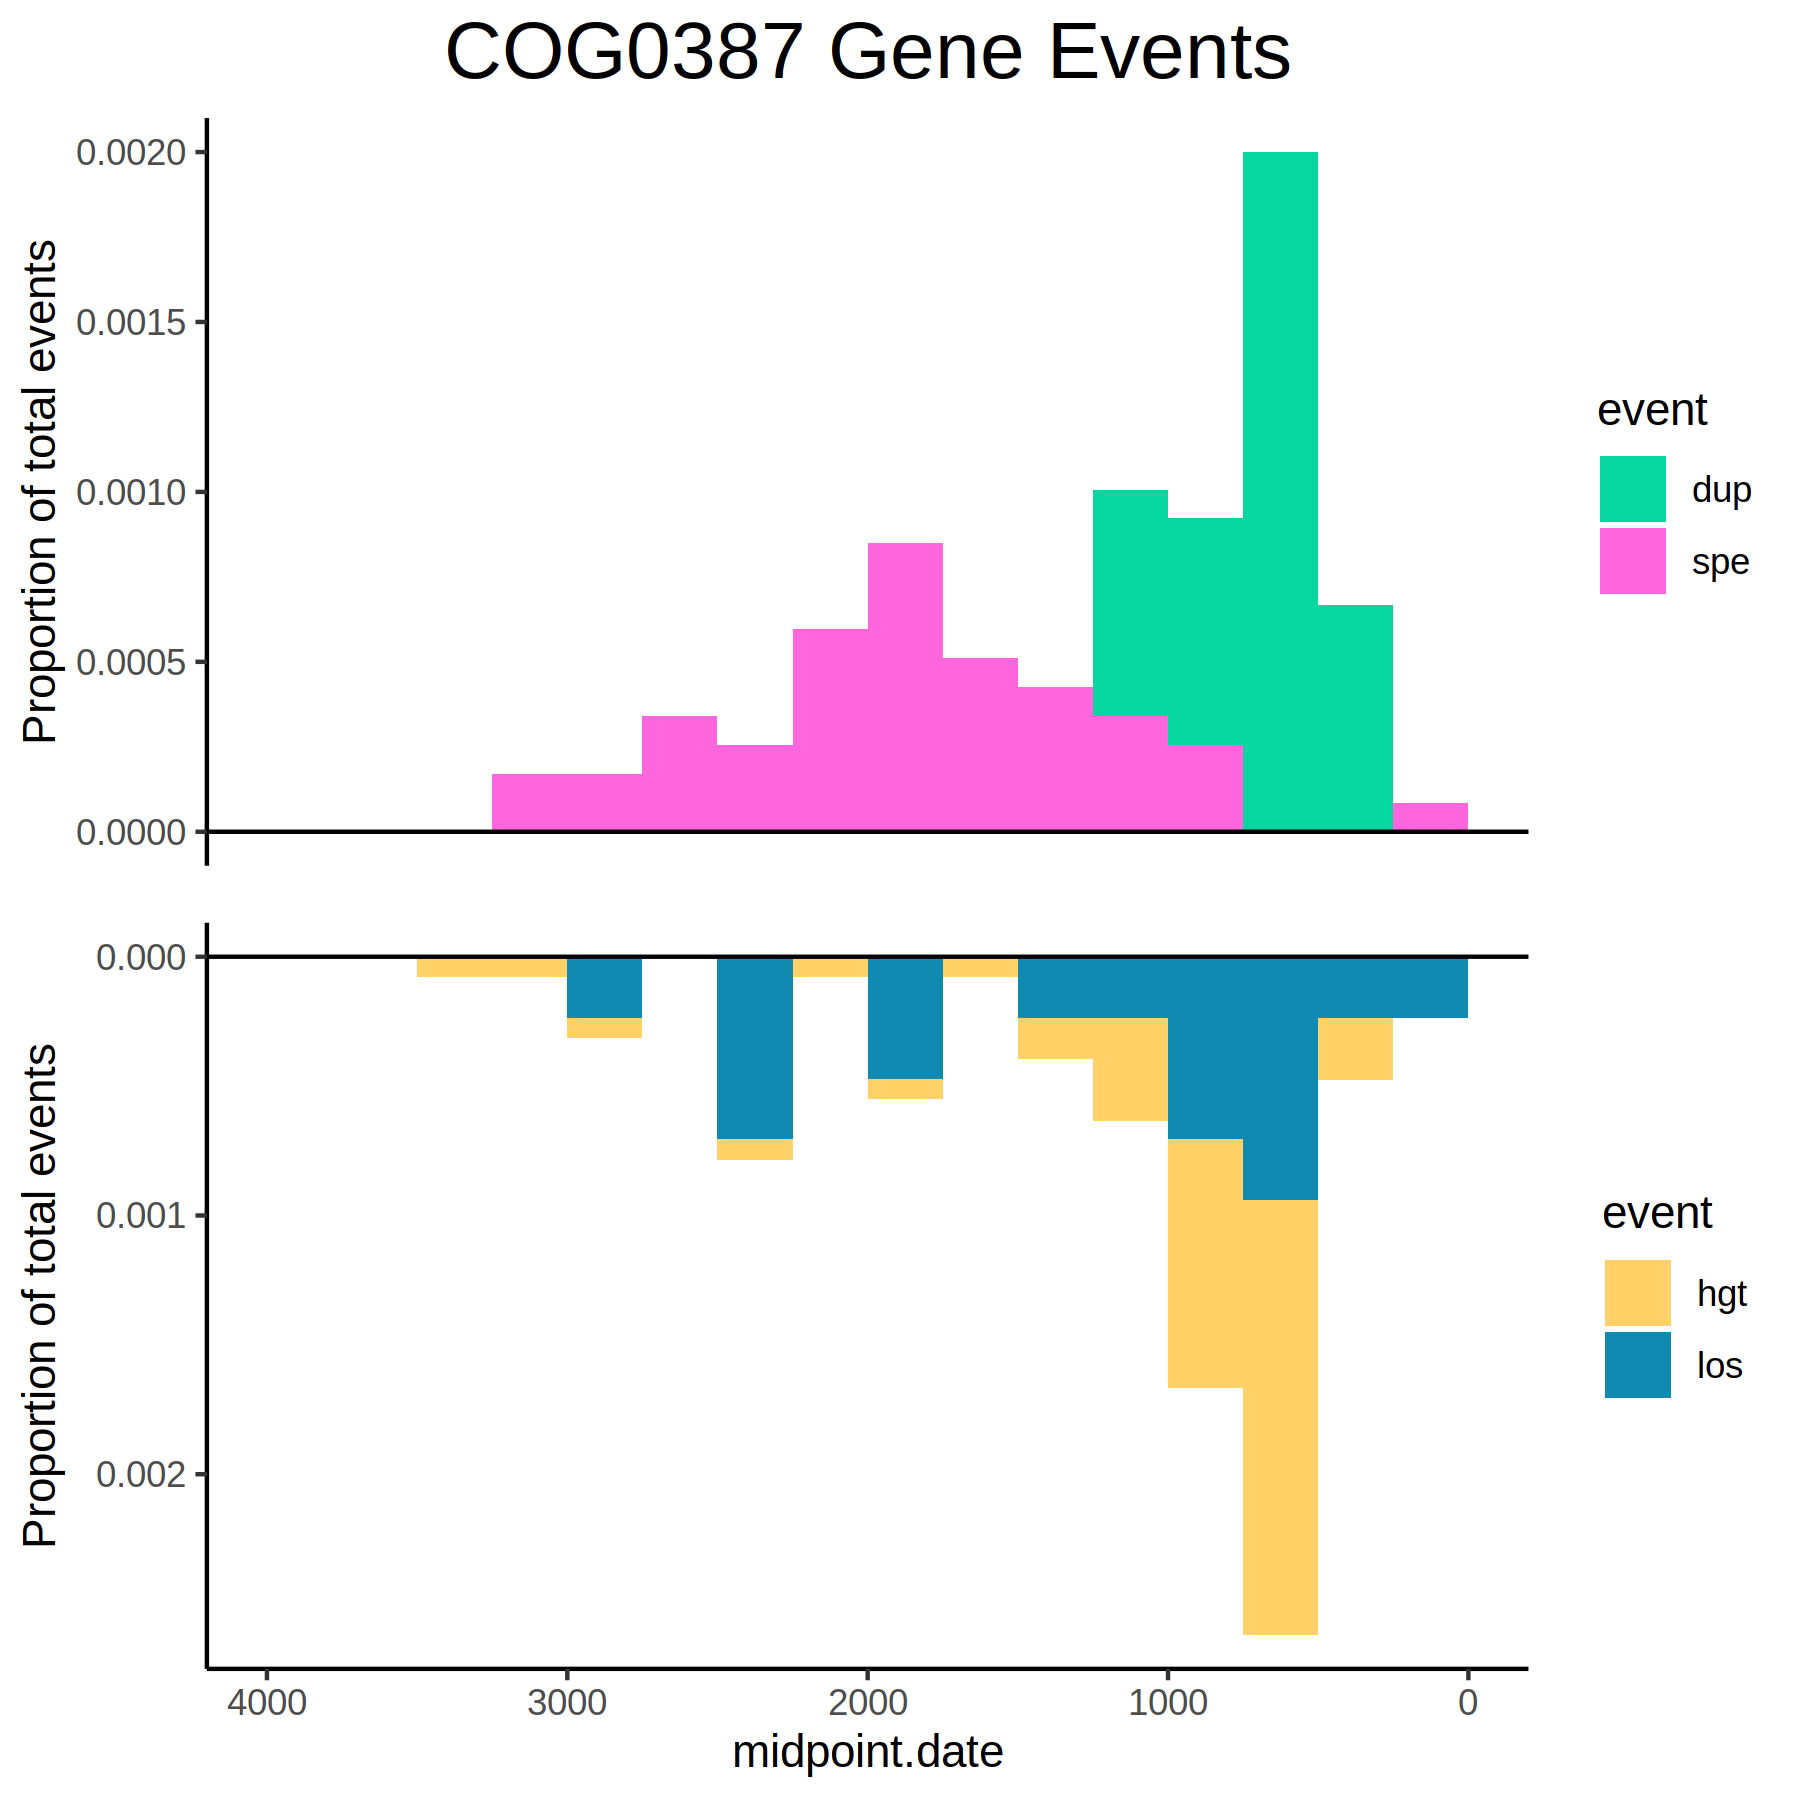 COG0387 Gene Events
Proportion of total events
0.0020
0.0015
0.0010
0.0005
0.0000
event
dup
spe
Proportion of total events
0.000
0.001
0.002
event
hgt
los
4000 3000 2000 1000 0
midpoint.date